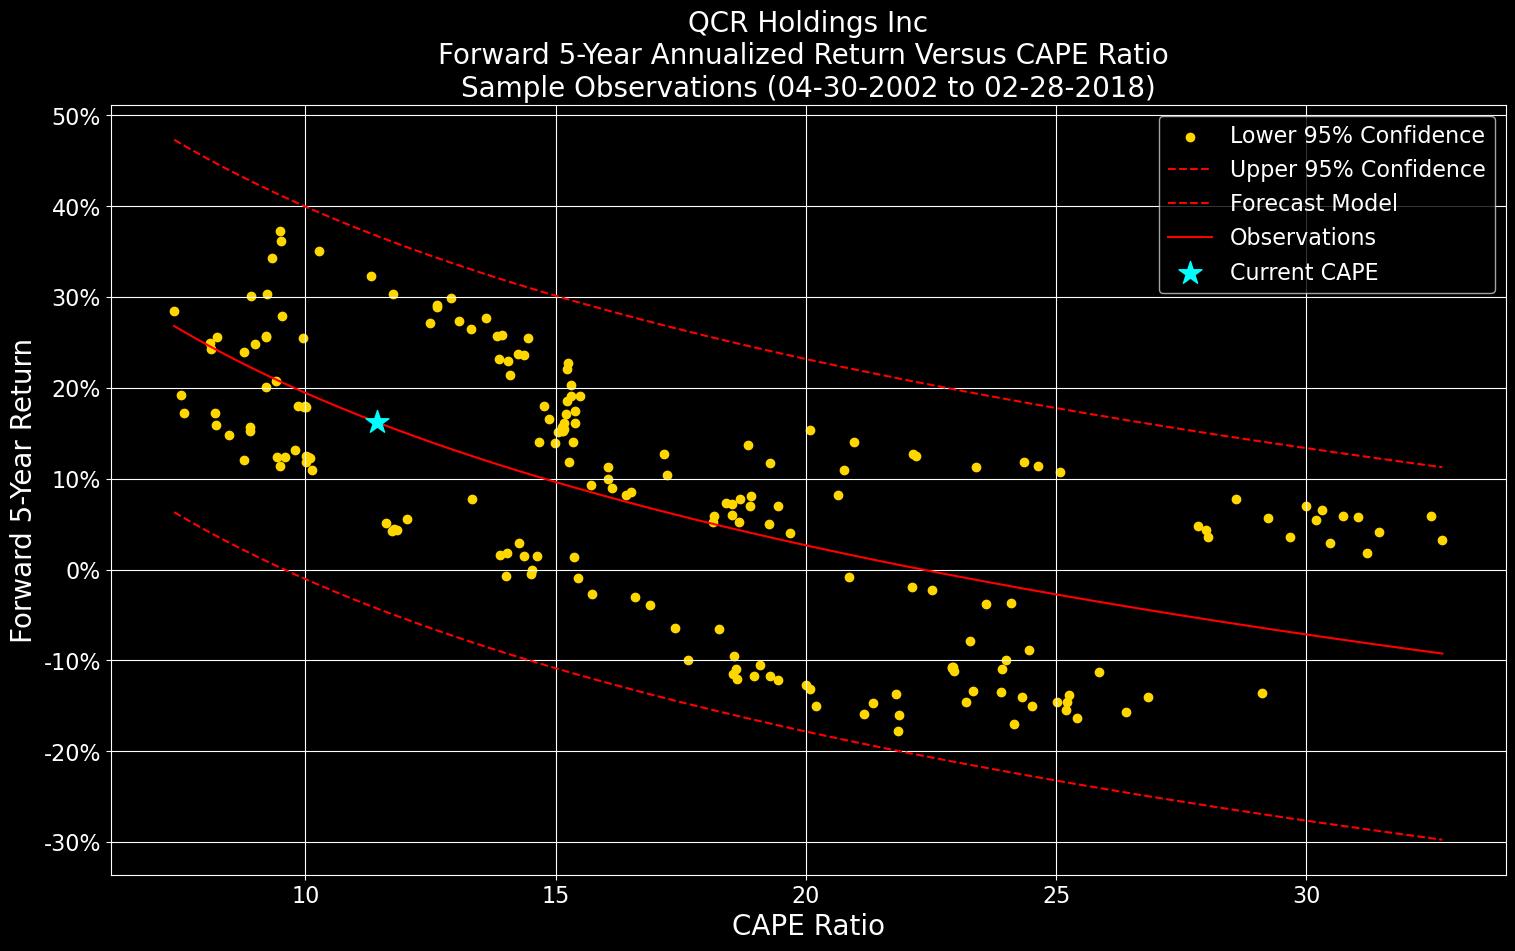 QCR Holdings Inc
Forward 5-Year Annualized Return Versus CAPE Ratio
Sample Observations (04-30-2002 to 02-28-2018)
Lower 95% Confidence
Upper 95% Confidence
Forecast Model
Observations
Current CAPE
Forward 5-Year Return
50%
40%
30%
20%
10%
0%
-10%
-20%
-30%
10
15
20
25
30
CAPE Ratio